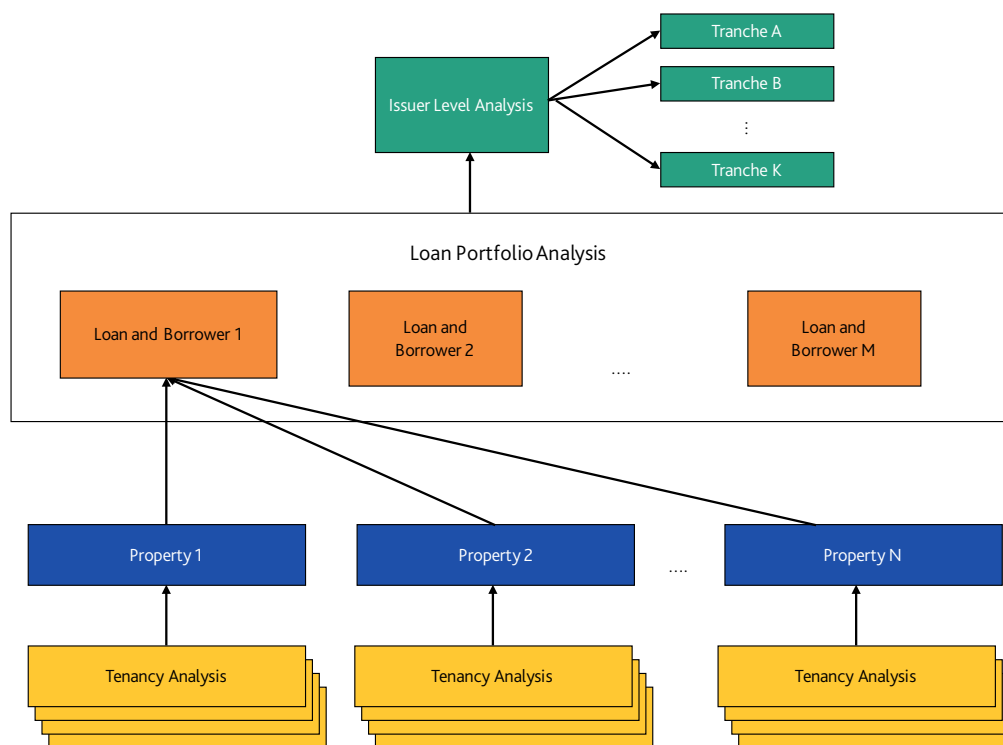 Tranche A
Issuer Level Analysis
Tranche B
⋮
Tranche K
Loan Portfolio Analysis
Loan and Borrower 1
Loan and
Borrower 2
....
Loan and
Borrower M
Property 1
Property 2
....
Property N
Tenancy Analysis
Tenancy Analysis
Tenancy Analysis